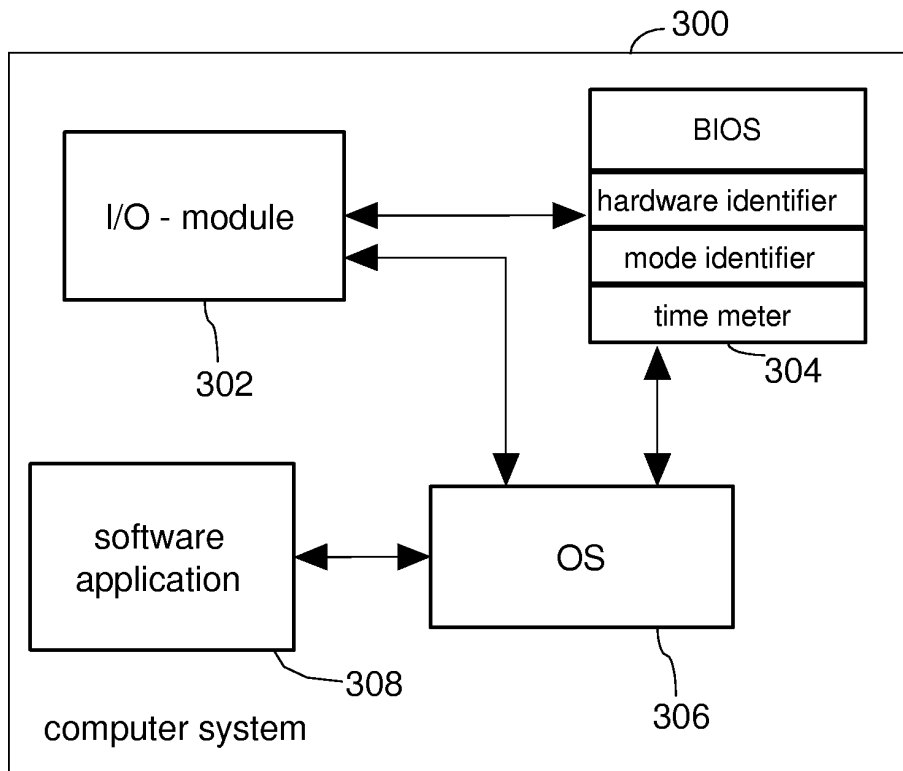 300
BIOS
I/O - module
hardware identifier
mode identifier
time meter
302
304
software
application
OS
308
306
computer system